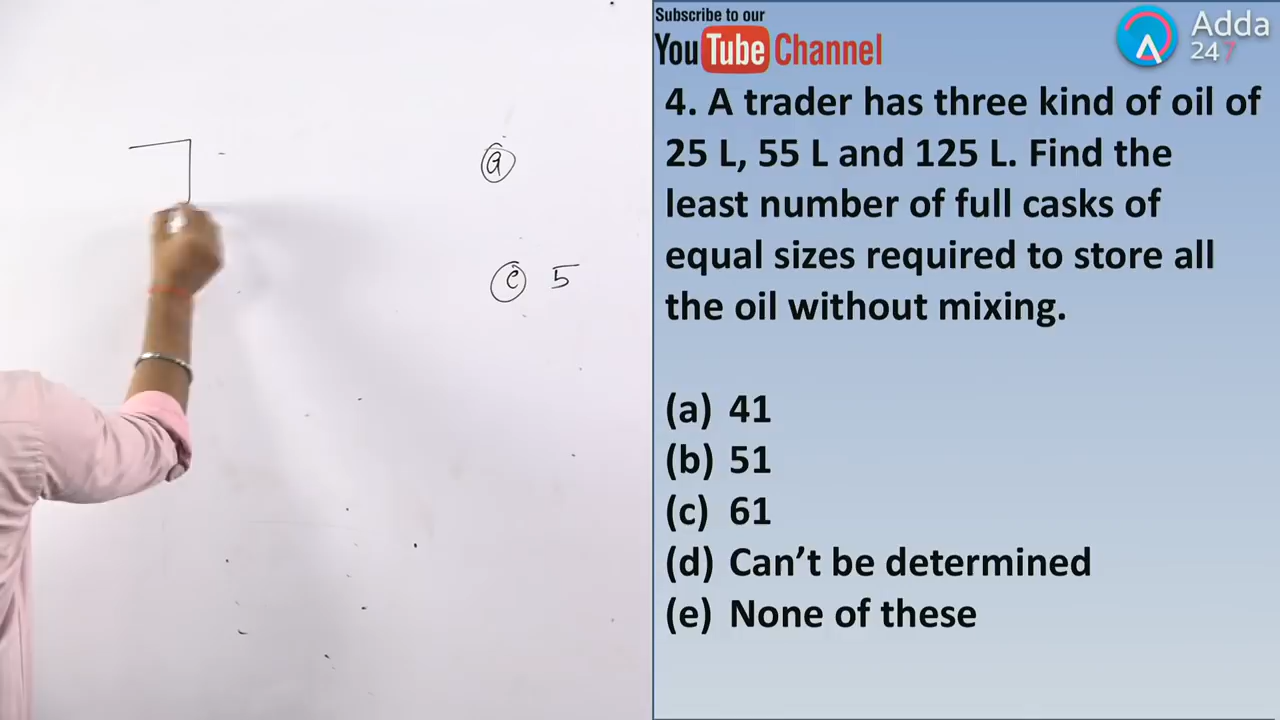 a
c 5
Subscribe to our
YouTube Channel
Adda
247
4. A trader has three kind of oil of
25 L, 55 L and 125 L. Find the
least number of full casks of
equal sizes required to store all
the oil without mixing.
(a) 41
(b) 51
(c) 61
(d) Can’t be determined
(e) None of these